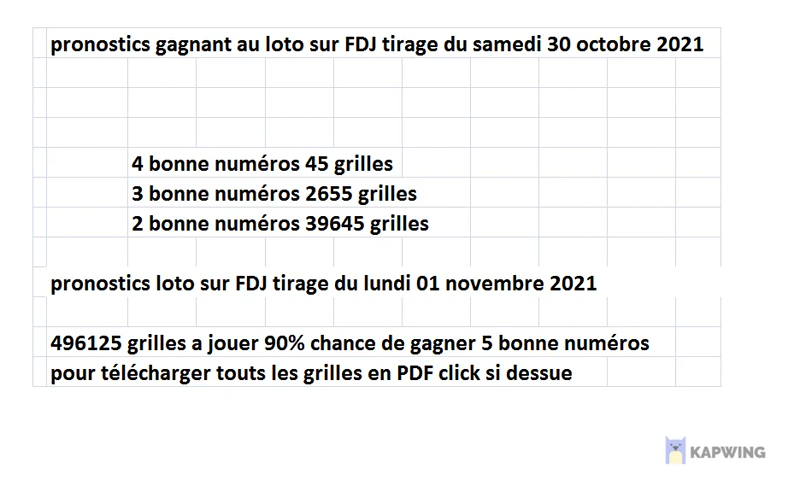 pronostics gagnant au loto sur FDJ tirage du samedi 30 octobre 2021
4 bonne numéros 45 grilles
3 bonne numéros 2655 grilles
2 bonne numéros 39645 grilles
pronostics loto sur FDJ tirage du lundi 01 novembre 2021
496125 grilles a jouer 90% chance de gagner 5 bonne numéros
pour télécharger touts les grilles en PDF click si dessue
KAPWING